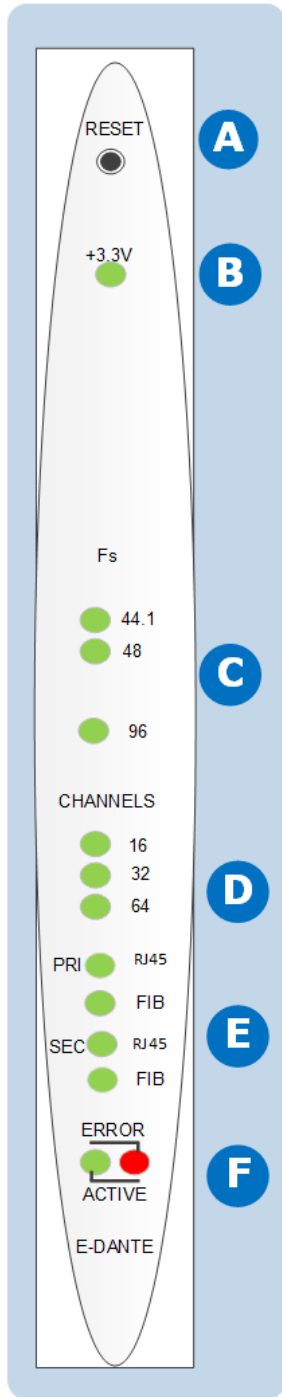 RESET
A
+3.3V
B
Fs
44.1
48
C
96
CHANNELS
16
32
D
64
PRI RJ45
FIB
E
SEC RJ45
FIB
ERROR
F
ACTIVE
E-DANTE